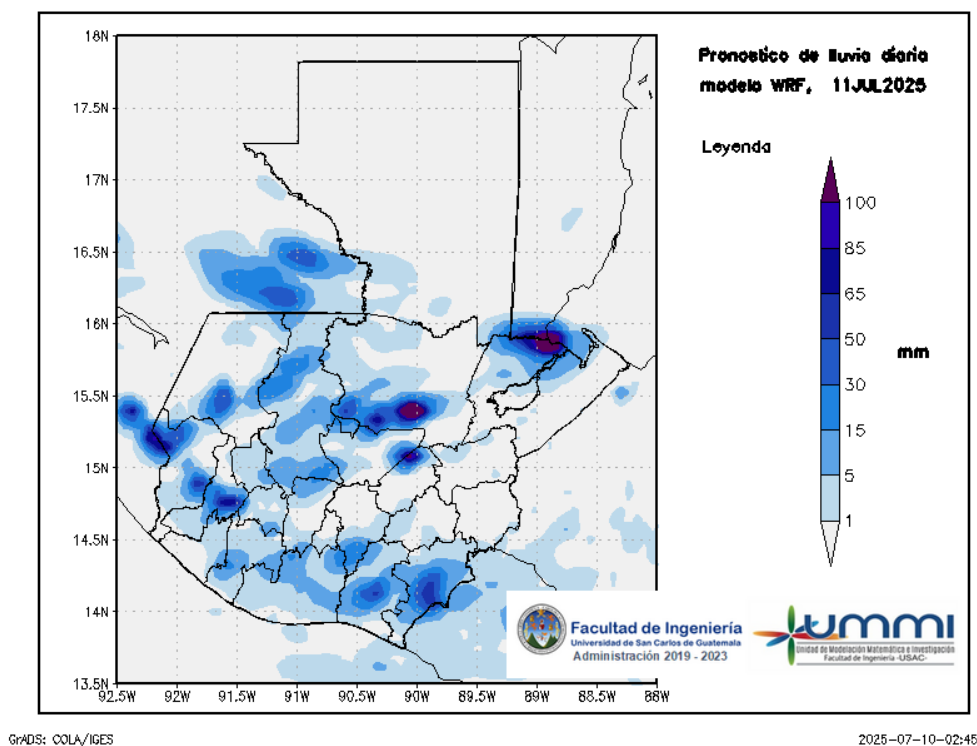 Pronostico de lluvia diaria
modelo WRF, 11JUL2025
Leyenda
100
85
65
50
30
15
5
1
mm
18N
17.5N
17N
16.5N
16N
15.5N
15N
14.5N
14N
13.5N
92.5W
92W
91.5W
91W
90.5W
90W
89.5W
89W
88.5W
88W
Facultad de Ingeniería
Universidad de San Carlos de Guatemala
Administración 2019 - 2023
ummi
Unidad de Modelación Matemática e Investigación
Facultad de Ingeniería -USAC-
GrADS: COLA/IGES
2025-07-10-02:45